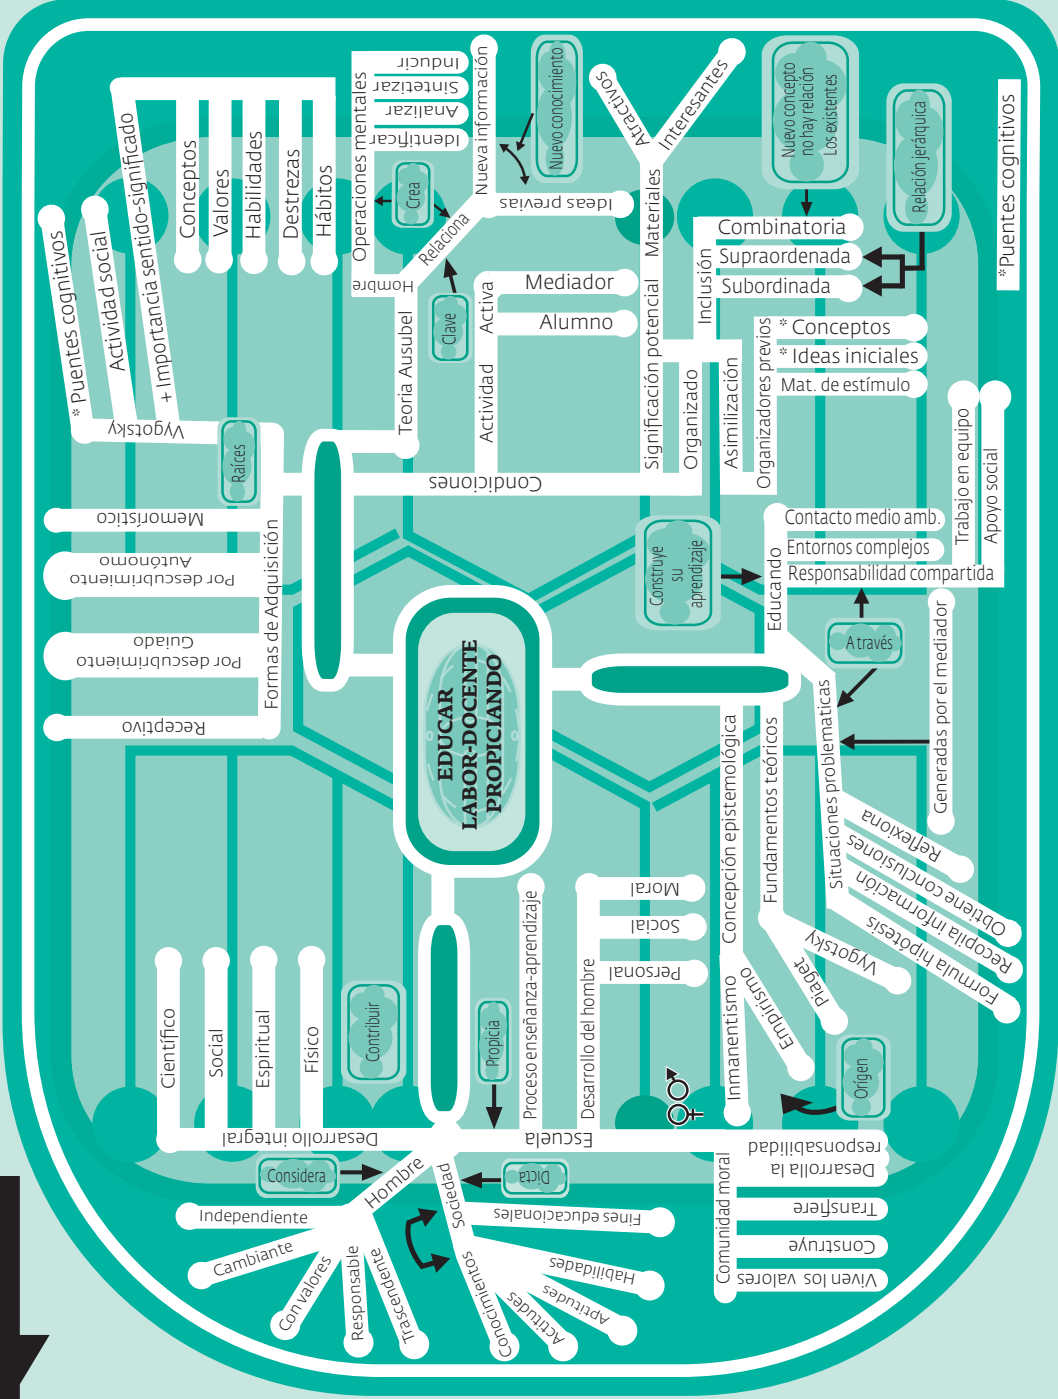 EDUCAR
LABOR-DOCENTE
PROPICIANDO
Contribuir
Desarrollo integral
Científico
Social
Espiritual
Físico
Considera
Hombre
Independiente
Cambiante
Con valores
Responsable
Trascendente
Sociedad
Dicta
Fines educacionales
Conocimientos
Habilidades
Aptitudes
Actitudes
Propicia
Escuela
Proceso enseñanza-aprendizaje
Desarrollo del hombre
Moral
Social
Personal
Desarrolla la
responsabilidad
Comunidad moral
Transfiere
Construye
Viven los valores
Concepción epistemológica
Inmanentismo
Empirismo
Origen
Fundamentos teóricos
Piaget
Vygotsky
Situaciones problematicas
Reflexiona
Obtiene conclusiones
Recopila información
Formula hipótesis
Generadas por el mediador
A través
Educando
Construye
su
aprendizaje
Contacto medio amb.
Entornos complejos
Responsabilidad compartida
Trabajo en equipo
Apoyo social
Formas de Adquisición
Memorístico
Por descubrimiento
Autónomo
Por descubrimiento
Guiado
Receptivo
Raíces
Vygotsky
* Puentes cognitivos
Actividad social
+ Importancia sentido-significado
Conceptos
Valores
Habiidades
Destrezas
Hábitos
Teoría Ausubel
Hombre
Operaciones mentales
Inducir
Sintetizar
Analizar
Identificar
Crea
Relaciona
Clave
Nueva información
Ideas previas
Nuevo conocimiento
Condiciones
Actividad
Activa
Mediador
Alumno
Significación potencial
Materiales
Atractivos
Interesantes
Organizado
Inclusión
Combinatoria
Supraordenada
Subordinada
Nuevo concepto
no hay relación
Los existentes
Relación jerárquica
Asimilización
Organizadores previos
* Conceptos
* Ideas iniciales
Mat. de estímulo
*Puentes cognitivos